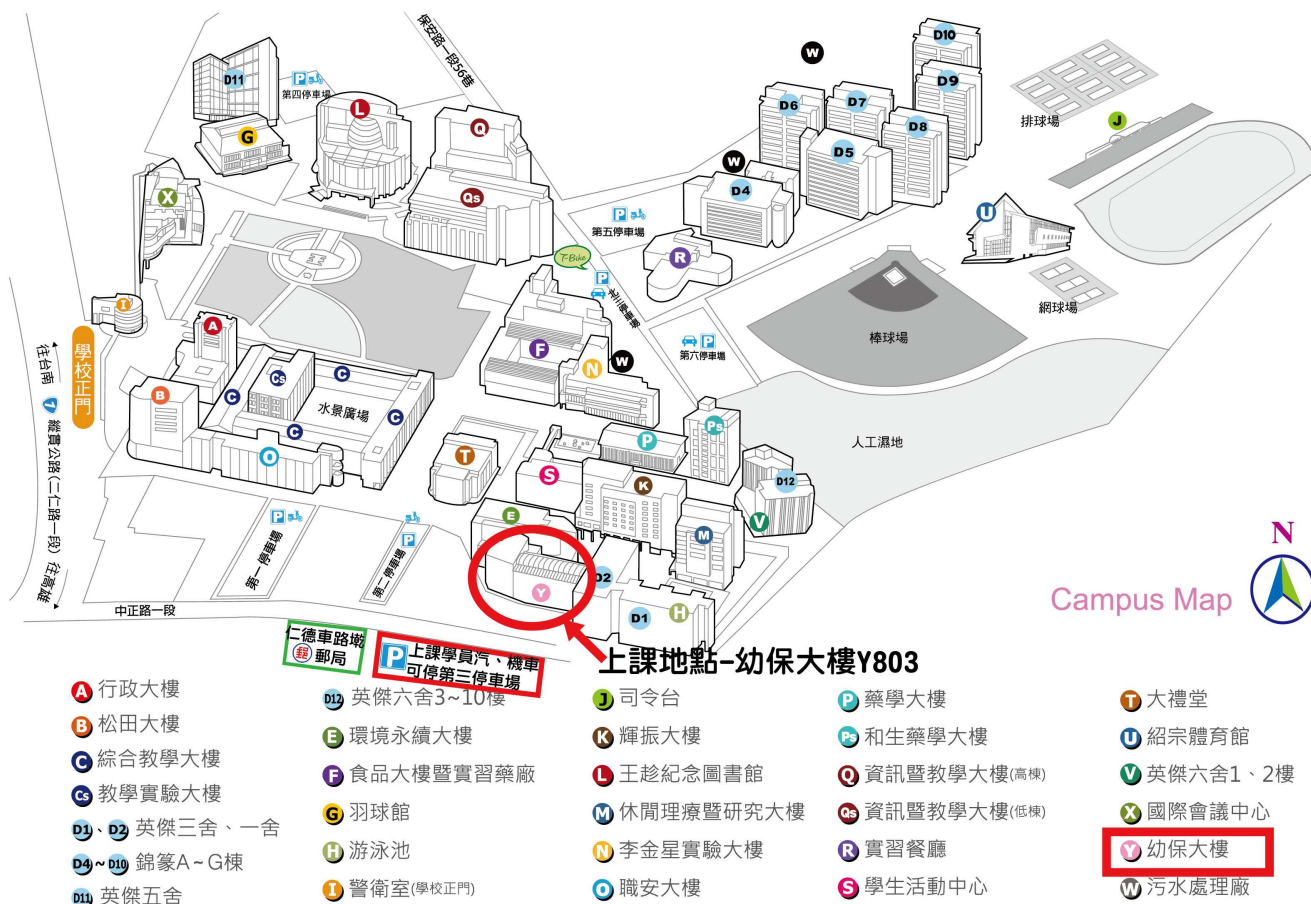 保安路一段56巷
D11
P
第四停車場
G
L
Q
Qs
X
W
D10
D9
D6
D7
D8
D5
W
D4
排球場
J
U
P
第五停車場
R
T-Bike
P
第三停車場
網球場
棒球場
P
第六停車場
I
學校正門
A
B
Cs
C
C
C
C
水景廣場
O
F
N
W
往台南
縱貫公路(二仁路一段)
往高雄
人工濕地
T
P
Ps
S
K
D12
V
E
M
P
第一停車場
P
第二停車場
Y
D2
D1
H
中正路一段
N
Campus Map
仁德車路墘
郵局
P
上課學員汽、機車
可停第三停車場
上課地點-幼保大樓Y803
A 行政大樓
B 松田大樓
C 綜合教學大樓
Cs 教學實驗大樓
D1、D2 英傑三舍、一舍
D4~D10 錦篆A~G棟
D11 英傑五舍
D12 英傑六舍3~10樓
E 環境永續大樓
F 食品大樓暨實習藥廠
G 羽球館
H 游泳池
I 警衛室(學校正門)
J 司令台
K 輝振大樓
L 王趁紀念圖書館
M 休閒理療暨研究大樓
N 李金星實驗大樓
O 職安大樓
P 藥學大樓
Ps 和生藥學大樓
Q 資訊暨教學大樓(高棟)
Qs 資訊暨教學大樓(低棟)
R 實習餐廳
S 學生活動中心
T 大禮堂
U 紹宗體育館
V 英傑六舍1、2樓
X 國際會議中心
Y 幼保大樓
W 污水處理廠